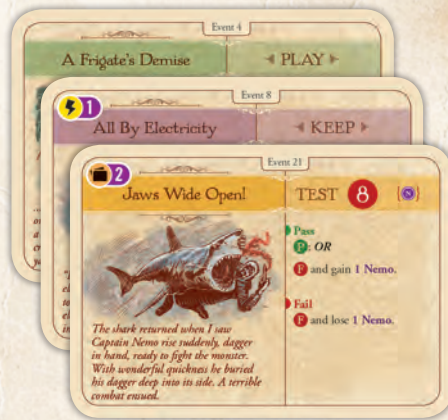 Event 4
A Frigate's Demise
PLAY
Event 8
1
All By Electricity
KEEP
Event 21
2
Jaws Wide Open!
TEST 8 (N)
Pass
P: OR
F and gain 1 Nemo.
Fail
F and lose 1 Nemo.
The shark returned when I saw
Captain Nemo rise suddenly, dagger
in hand, ready to fight the monster.
With wonderful quickness he buried
his dagger deep into its side. A terrible
combat ensued.